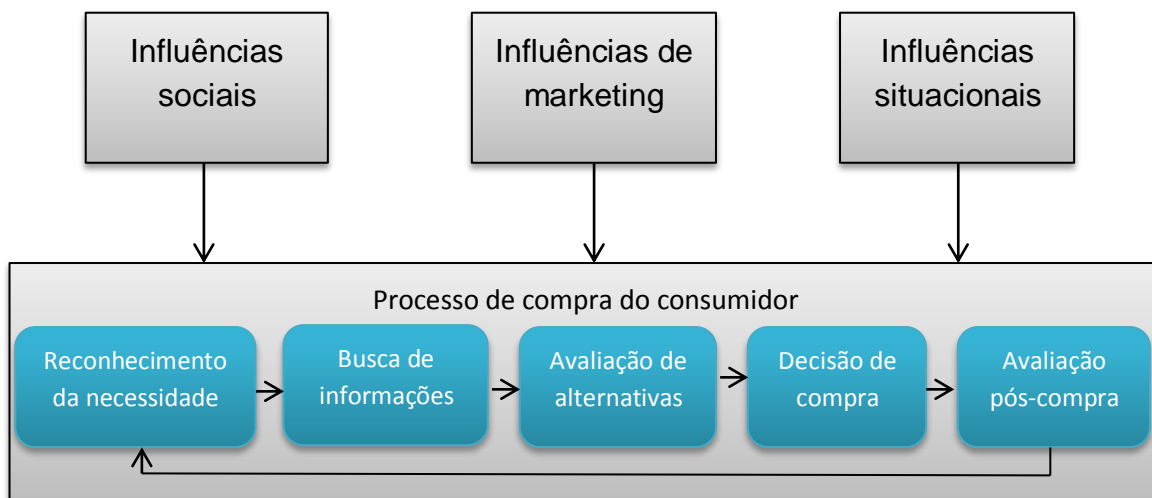 Influências
sociais
Influências de
marketing
Influências
situacionais
Processo de compra do consumidor
Reconhecimento
da necessidade
Busca de
informações
Avaliação de
alternativas
Decisão de
compra
Avaliação
pós-compra